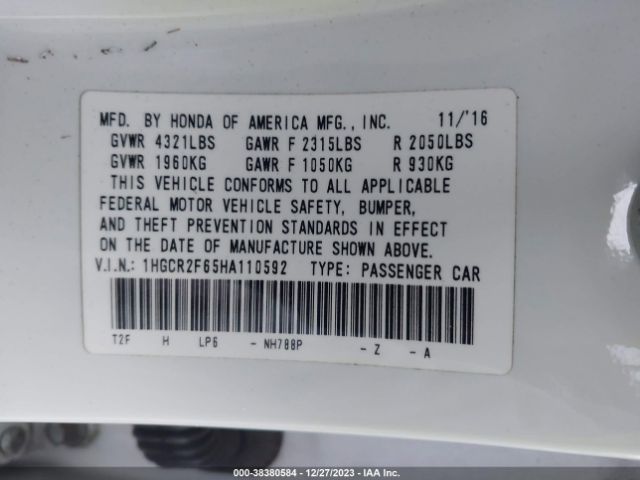 MFD. BY HONDA OF AMERICA MFG., INC. 11/'16
GVWR 4321LBS GAWR F 2315LBS R 2050LBS
GVWR 1960KG GAWR F 1050KG R 930KG
THIS VEHICLE CONFORMS TO ALL APPLICABLE
FEDERAL MOTOR VEHICLE SAFETY, BUMPER,
AND THEFT PREVENTION STANDARDS IN EFFECT
ON THE DATE OF MANUFACTURE SHOWN ABOVE.
V.I.N.: 1HGCR2F65HA110592 TYPE: PASSENGER CAR
T2F H LP6 - NH788P - Z - A
000-38380584 - 12/27/2023 - IAA Inc.